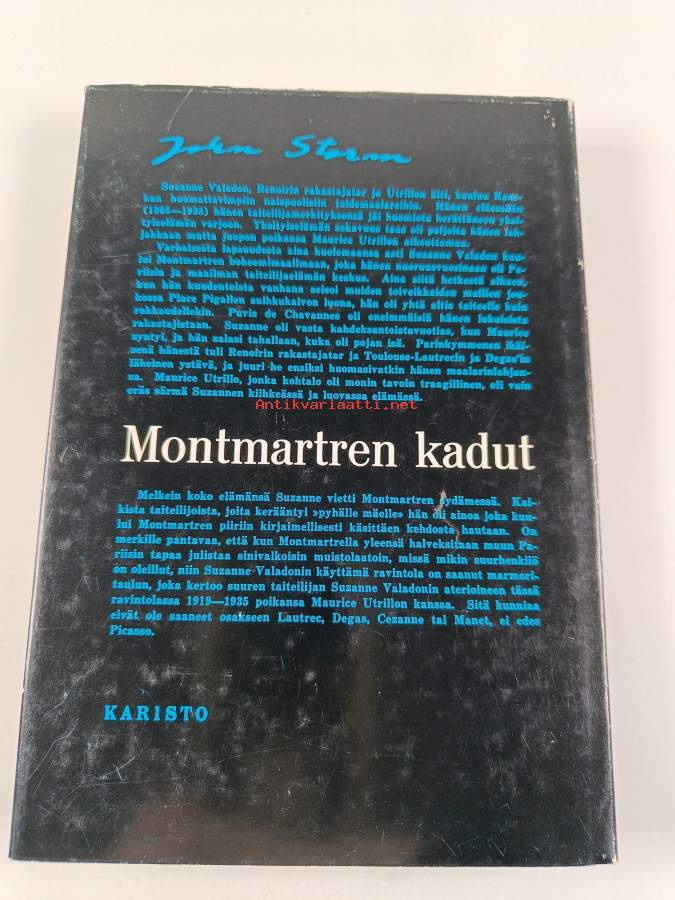 John Storm
Suzanne Valadon, Renoirin rakastajatar ja Utrillon äiti, kuuluu Rans-
kan huomattavimpiin naispuolisiin taidemaalareihin. Hänen eläessään
(1865—1938) hänen taiteilijamerkityksensä jäi huomiota herättäneen yksi-
tyiselämän varjoon. Yksityiselämän sakavuus taas oli paljolta hänen lah-
jakkaan mutta juopon poikansa Maurice Utrillon aiheuttamaa.
Varhaisesta lapsuudesta aina kuolemaansa asti Suzanne Valadon kuu-
lui Montmartren boheemimaailmaan, joka hänen nuoruusvuosinaan oli Pa-
riisin ja maailman taiteilijaelämän keskus. Aina siitä hetkestä alkaen,
kun hän kuudentoista vanhana seisoi muiden toiveikkaiden mallien jou-
kossa Place Pigallen suihkukaivon luona, hän oli yhtä altis taiteelle kuin
rakkaudellekin. Puvis de Chavannes oli ensimmäisiä hänen lukuisista
rakastajistaan. Suzanne oli vasta kahdeksantoistavuotias, kun Maurice
syntyi, ja hän salasi tahallaan, kuka oli pojan isä. Parinkymmenen ikäi-
senä hänestä tuli Renoirin rakastajatar ja Toulouse-Lautrecin ja Degas'in
läheinen ystävä, ja juuri he ensiksi huomasivatkin hänen maalarinlahjan-
sa. Maurice Utrillo, jonka kohtalo oli monin tavoin traagillinen, oli vain
eräs särmä Suzannen kiihkeässä ja luovassa elämässä.
Antikvariaatti.net
Montmartren kadut
Melkein koko elämänsä Suzanne vietti Montmartren sydämessä. Kai-
kista taiteilijoista, joita kerääntyi »pyhälle mäelle» hän oli ainoa joka kuu-
lui Montmartren piiriin kirjaimellisesti käsittäen kehdosta hautaan. On
merkille pantavaa, että kun Montmartrella yleensä halveksitaan muun Pa-
riisin tapaa julistaa sinivalkoisin muistolaatoin, missä mikin suurhenkilö
on oleillut, niin Suzanne Valadonin käyttämä ravintola on saanut marmori-
taulun, joka kertoo suuren taiteilijan Suzanne Valadonin aterioineen tässä
ravintolassa 1919—1935 poikansa Maurice Utrillon kanssa. Sitä kunniaa
eivät ole saaneet osakseen Lautrec, Degas, Cezanne tai Manet, ei edes
Picasso.
KARISTO